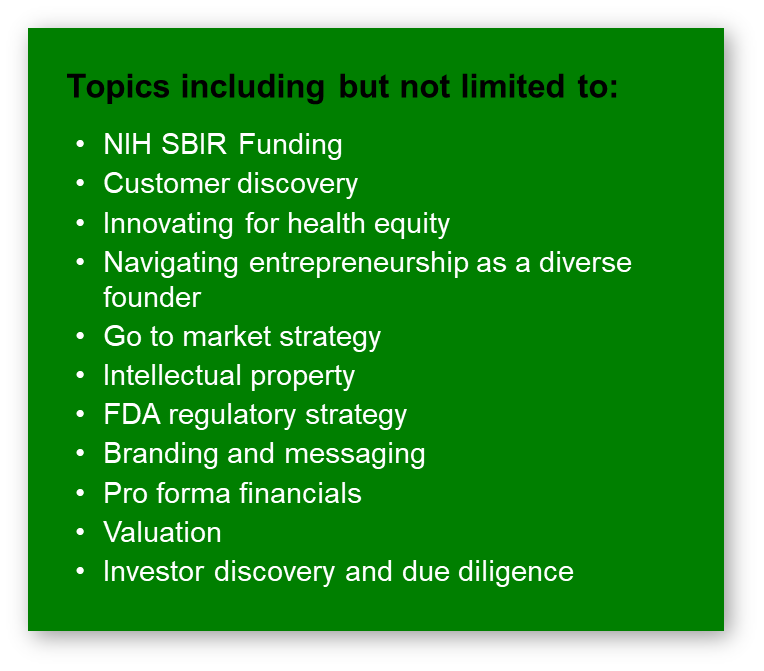 Topics including but not limited to:
• NIH SBIR Funding
• Customer discovery
• Innovating for health equity
• Navigating entrepreneurship as a diverse
founder
• Go to market strategy
• Intellectual property
• FDA regulatory strategy
• Branding and messaging
• Pro forma financials
• Valuation
• Investor discovery and due diligence